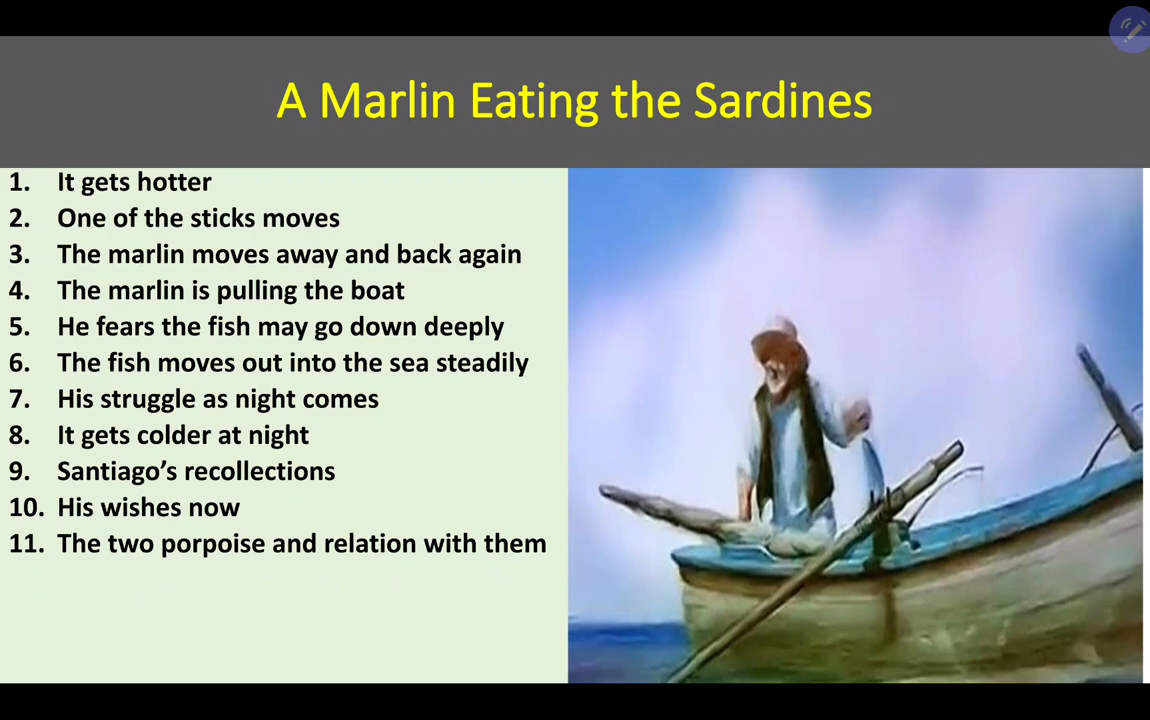 A Marlin Eating the Sardines
1. It gets hotter
2. One of the sticks moves
3. The marlin moves away and back again
4. The marlin is pulling the boat
5. He fears the fish may go down deeply
6. The fish moves out into the sea steadily
7. His struggle as night comes
8. It gets colder at night
9. Santiago’s recollections
10. His wishes now
11. The two porpoise and relation with them